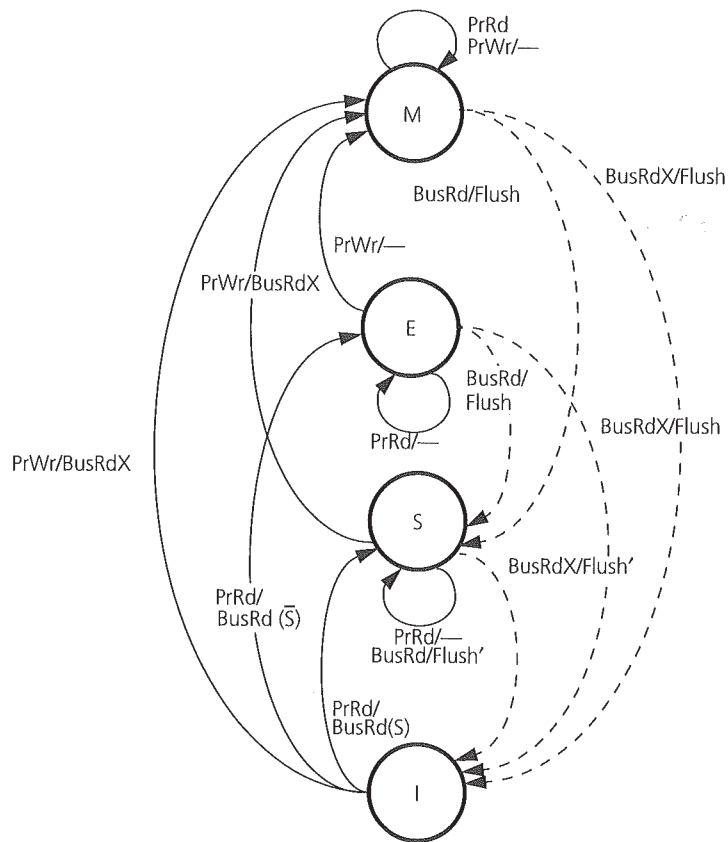 PrRd
PrWr/—
M
BusRdX/Flush
BusRd/Flush
PrWr/—
PrWr/BusRdX
E
BusRd/
Flush
BusRdX/Flush
PrRd/—
PrWr/BusRdX
S
BusRdX/Flush′
PrRd/
BusRd (S̅)
PrRd/—
BusRd/Flush′
PrRd/
BusRd(S)
I